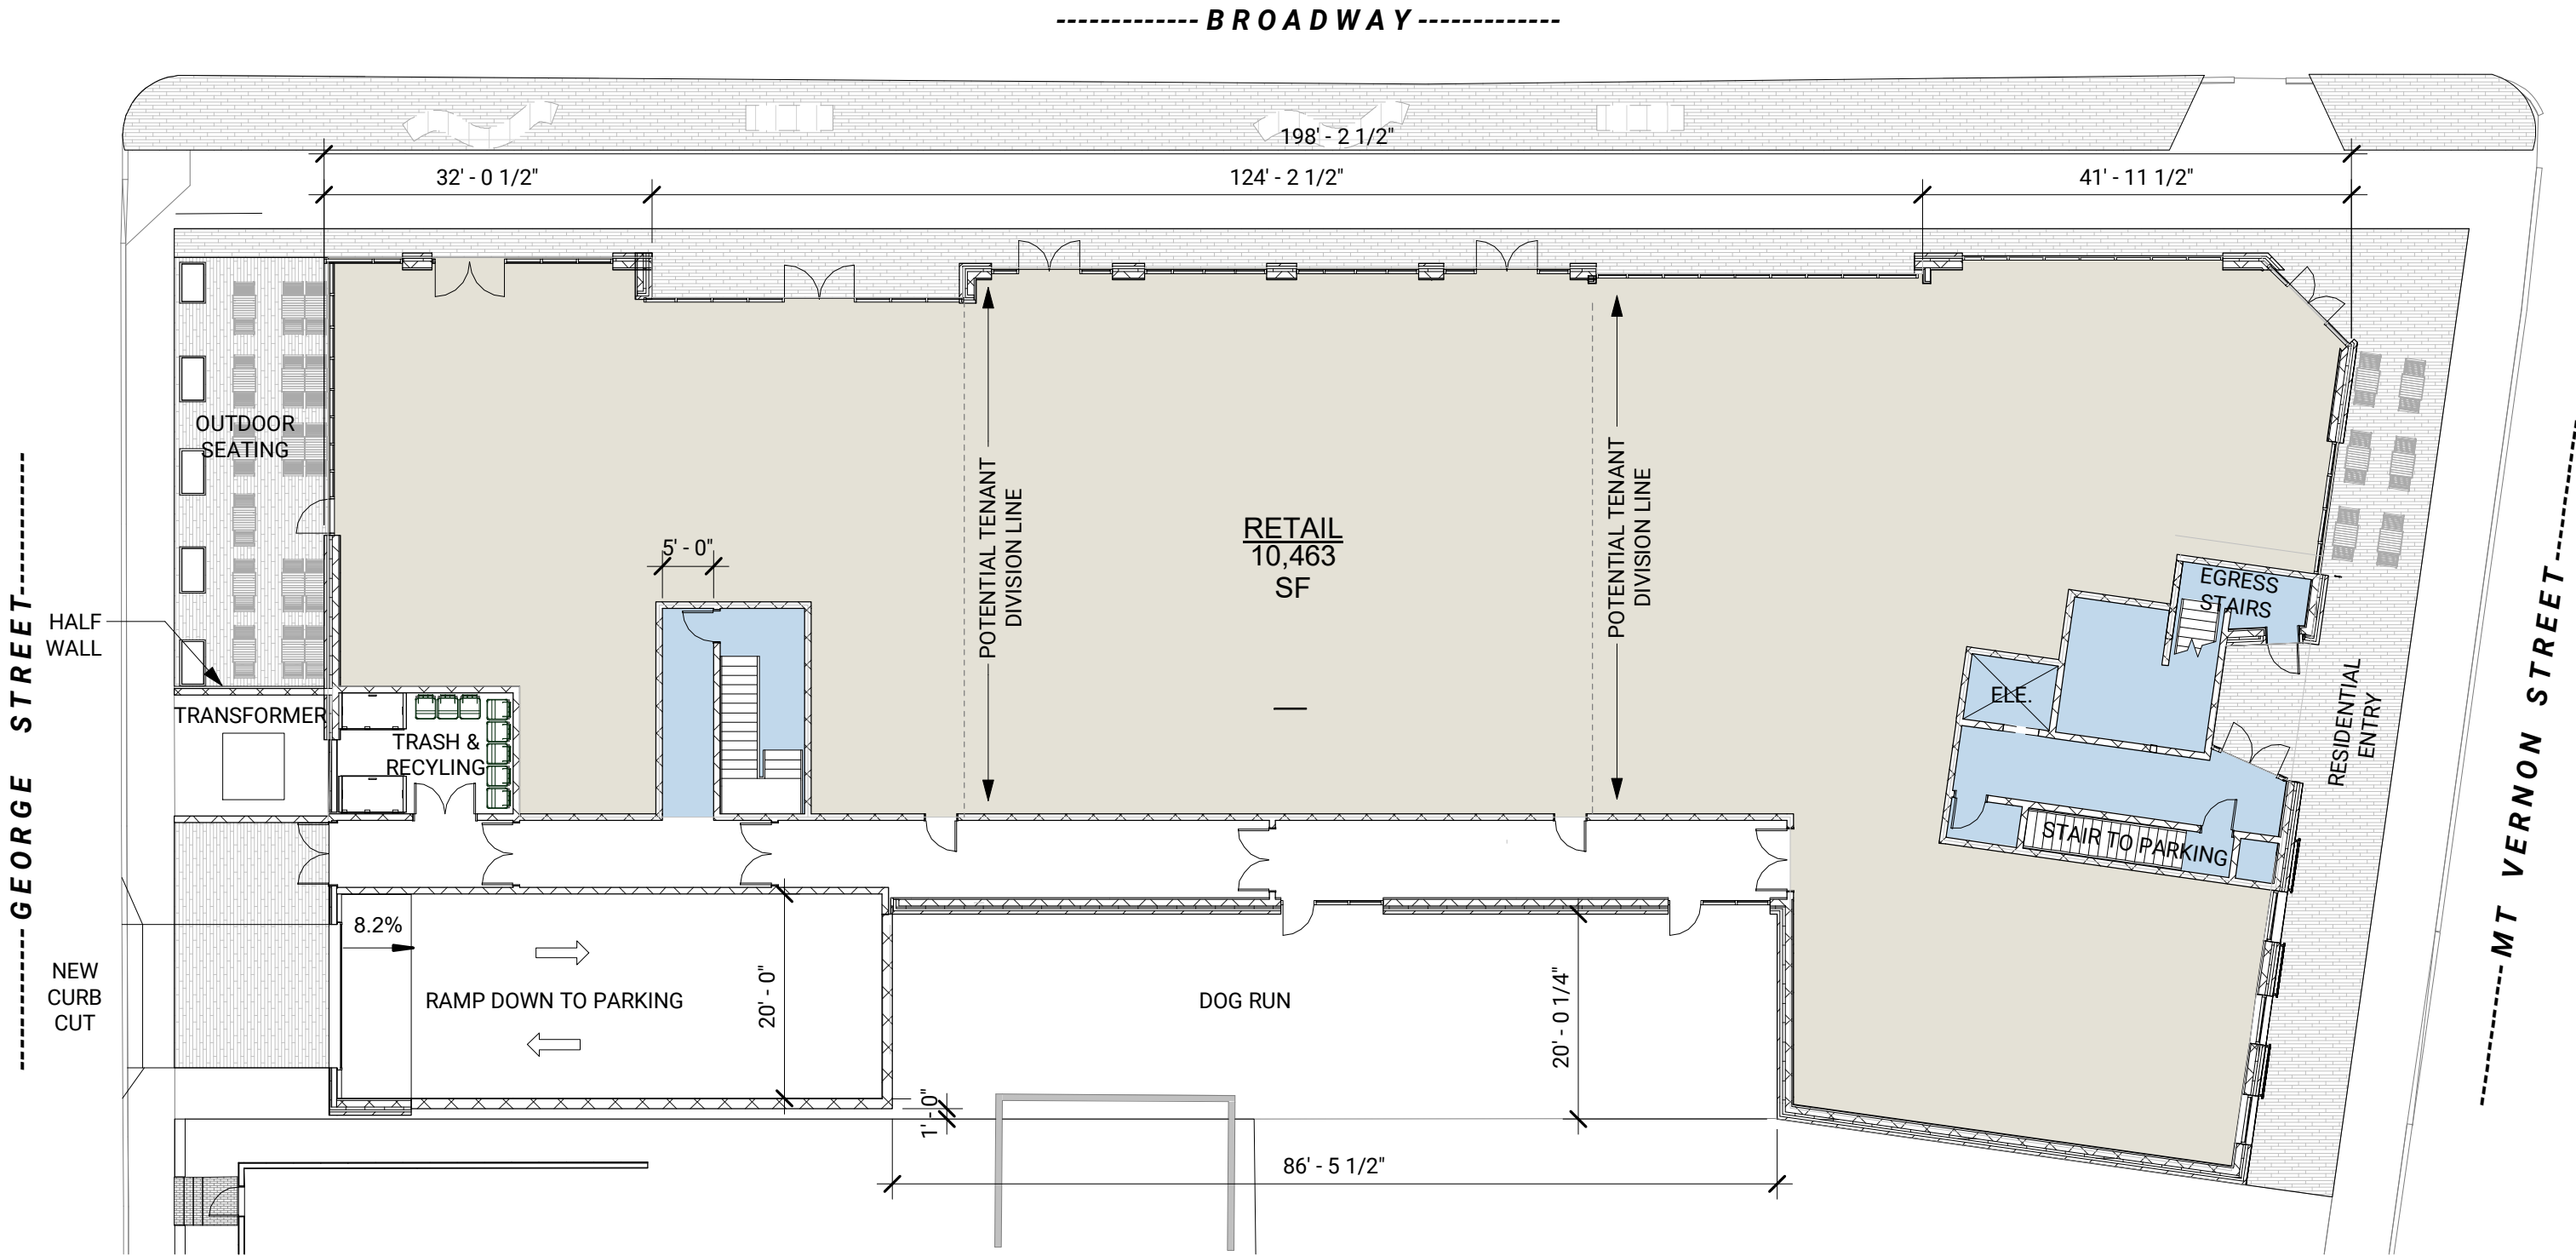 -------------BROADWAY-------------
198' - 2 1/2"
32' - 0 1/2"
124' - 2 1/2"
41' - 11 1/2"
OUTDOOR
SEATING
5' - 0"
POTENTIAL TENANT
DIVISION LINE
RETAIL
10,463
SF
POTENTIAL TENANT
DIVISION LINE
EGRESS
STAIRS
HALF
WALL
TRANSFORMER
TRASH &
RECYLING
ELE.
RESIDENTIAL
ENTRY
STAIR TO PARKING
-------------GEORGE STREET-------------
--------------MT VERNON STREET--------------
8.2%
NEW
CURB
CUT
RAMP DOWN TO PARKING
20' - 0"
DOG RUN
20' - 0 1/4"
1' - 0"
86' - 5 1/2"